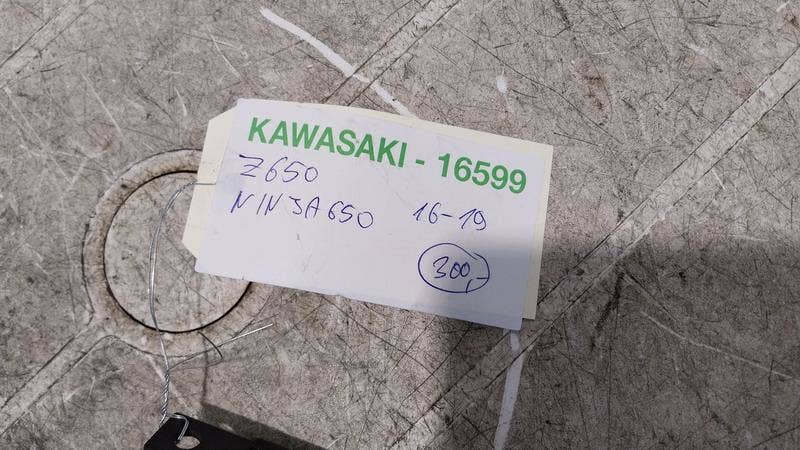 KAWASAKI - 16599
Z650
NINJA650 16-19
300,-